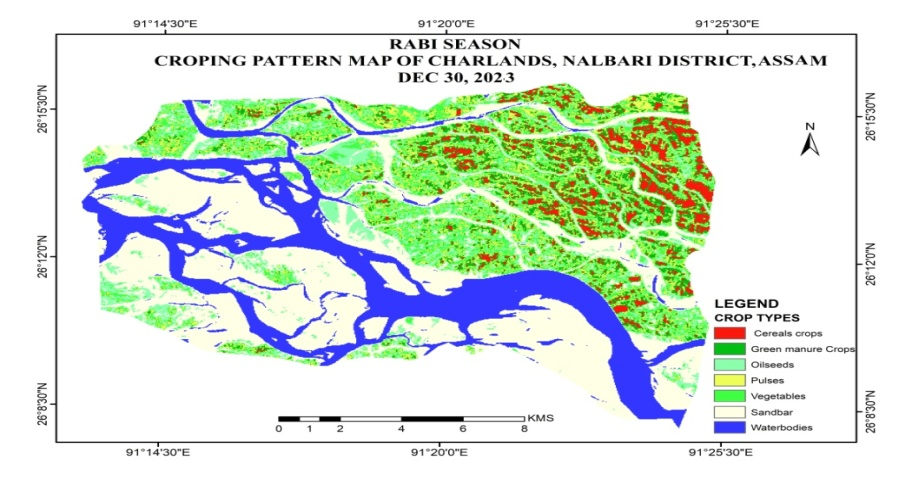 91°14'30"E 91°20'0"E 91°25'30"E
RABI SEASON
CROPING PATTERN MAP OF CHARLANDS, NALBARI DISTRICT, ASSAM
DEC 30, 2023
26°15'30"N 26°15'30"N
N
26°12'0"N 26°12'0"N
LEGEND
CROP TYPES
Cereals crops
Green manure Crops
Oilseeds
Pulses
Vegetables
Sandbar
Waterbodies
26°8'30"N 26°8'30"N
KMS
0 1 2 4 6 8
91°14'30"E 91°20'0"E 91°25'30"E